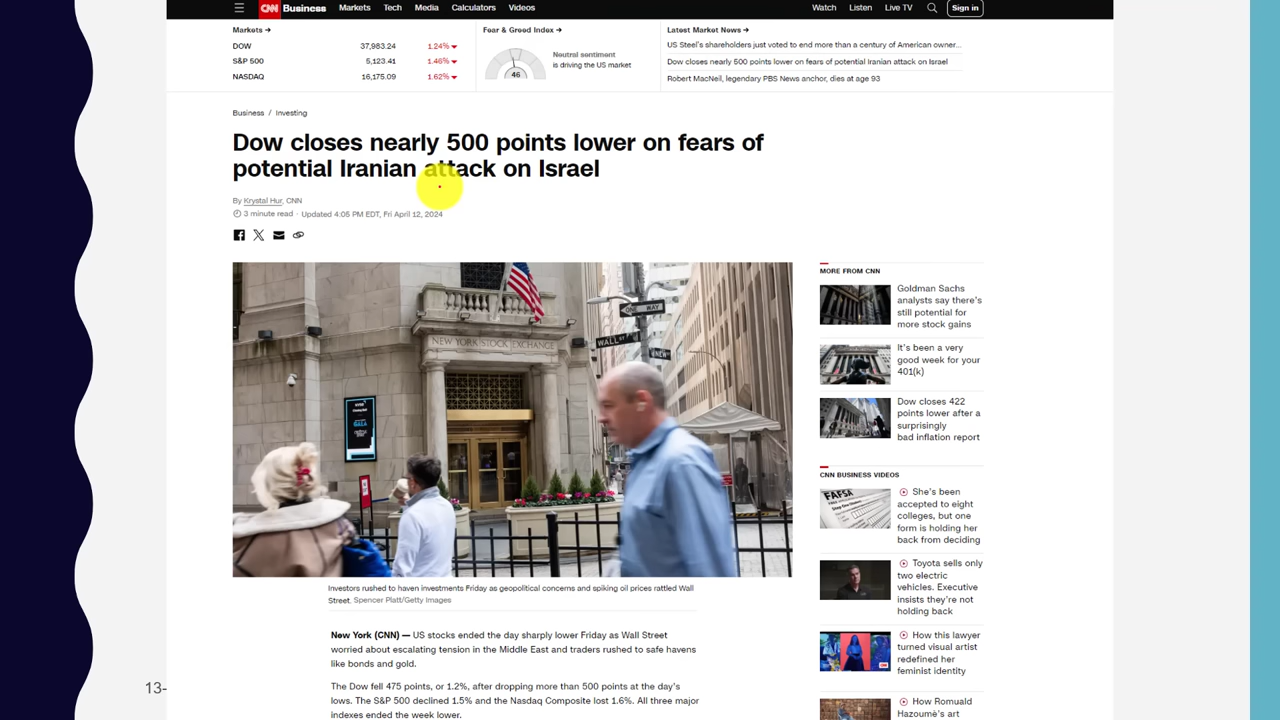 CNN Business Markets Tech Media Calculators Videos Watch Listen Live TV Sign in
Markets →
DOW 37,983.24 1.24%
S&P 500 5,123.41 1.46%
NASDAQ 16,175.09 1.62%
Fear & Greed Index →
46
Neutral sentiment
is driving the US market
Latest Market News →
US Steel's shareholders just voted to end more than a century of American owner...
Dow closes nearly 500 points lower on fears of potential Iranian attack on Israel
Robert MacNeil, legendary PBS News anchor, dies at age 93
Business / Investing
Dow closes nearly 500 points lower on fears of
potential Iranian attack on Israel
By Krystal Hur, CNN
3 minute read · Updated 4:05 PM EDT, Fri April 12, 2024
NEW YORK STOCK EXCHANGE
ONE WAY
WALL ST
NEW
Investors rushed to haven investments Friday as geopolitical concerns and spiking oil prices rattled Wall
Street. Spencer Platt/Getty Images
New York (CNN) — US stocks ended the day sharply lower Friday as Wall Street
worried about escalating tension in the Middle East and traders rushed to safe havens
like bonds and gold.
The Dow fell 475 points, or 1.2%, after dropping more than 500 points at the day's
lows. The S&P 500 declined 1.5% and the Nasdaq Composite lost 1.6%. All three major
indexes ended the week lower.
MORE FROM CNN
Goldman Sachs
analysts say there's
still potential for
more stock gains
It's been a very
good week for your
401(k)
Dow closes 422
points lower after a
surprisingly
bad inflation report
CNN BUSINESS VIDEOS
FAFSA
She's been
accepted to eight
colleges, but one
form is holding her
back from deciding
Toyota sells only
two electric
vehicles. Executive
insists they're not
holding back
How this lawyer
turned visual artist
redefined her
feminist identity
How Romuald
Hazoumè's art
13-